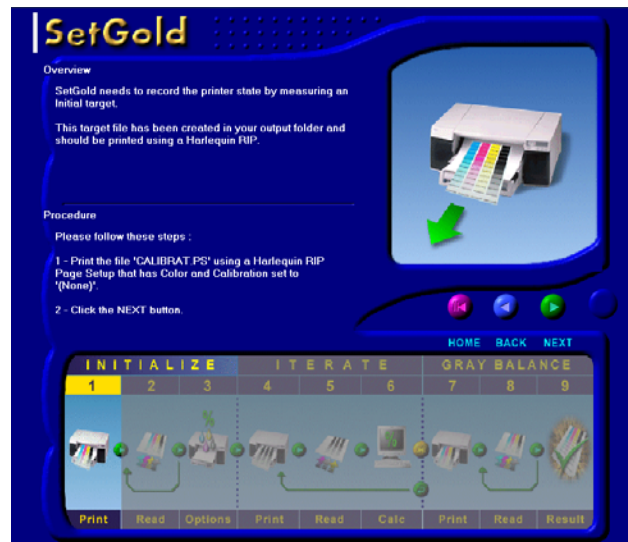 SetGold
Overview
SetGold needs to record the printer state by measuring an
Initial target.
This target file has been created in your output folder and
should be printed using a Harlequin RIP.
Procedure
Please follow these steps :
1 - Print the file 'CALIBRAT.PS' using a Harlequin RIP
Page Setup that has Color and Calibration set to
'(None)'.
2 - Click the NEXT button.
HOME BACK NEXT
INITIALIZE ITERATE GRAY BALANCE
1 2 3 4 5 6 7 8 9
% %
Print Read Options Print Read Calc Print Read Result